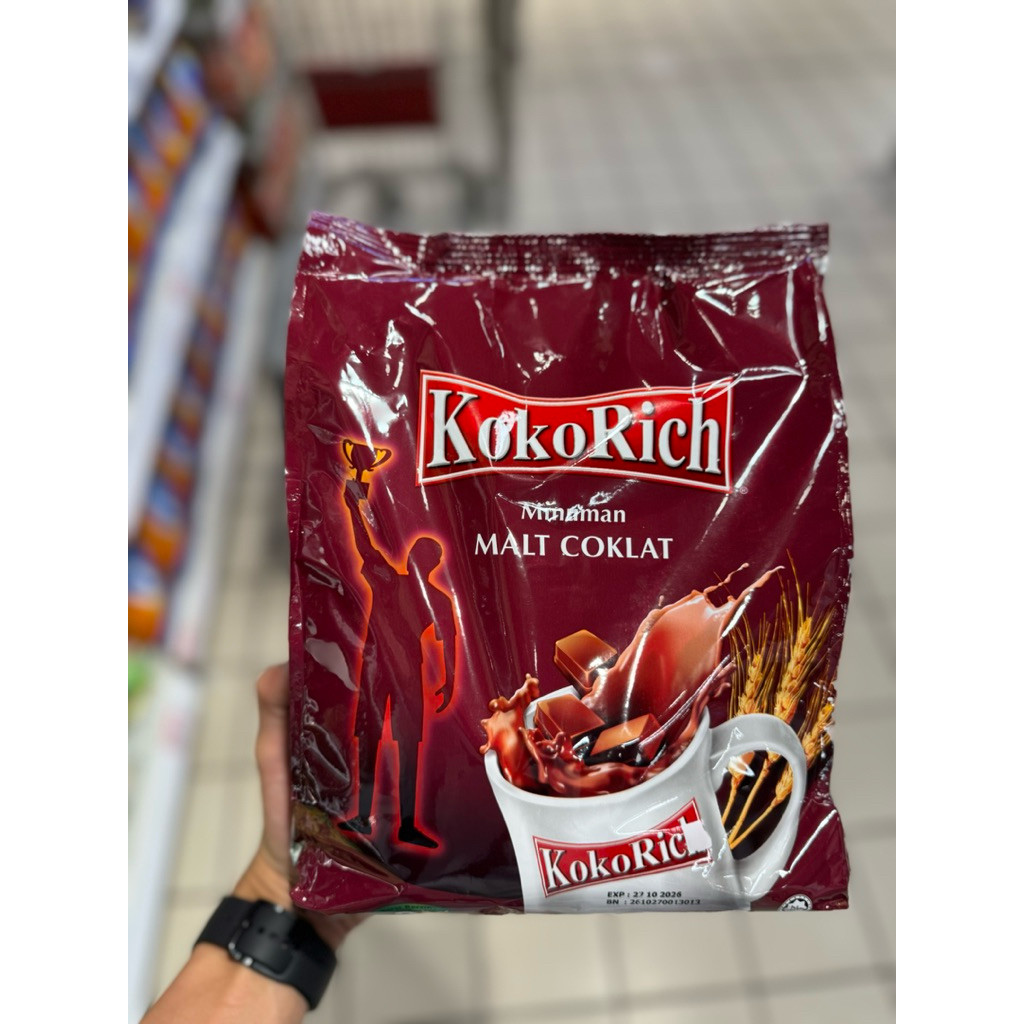 KokoRich
Minuman
MALT COKLAT
KokoRich
EXP : 27 10 2026
BN : 2610270013013